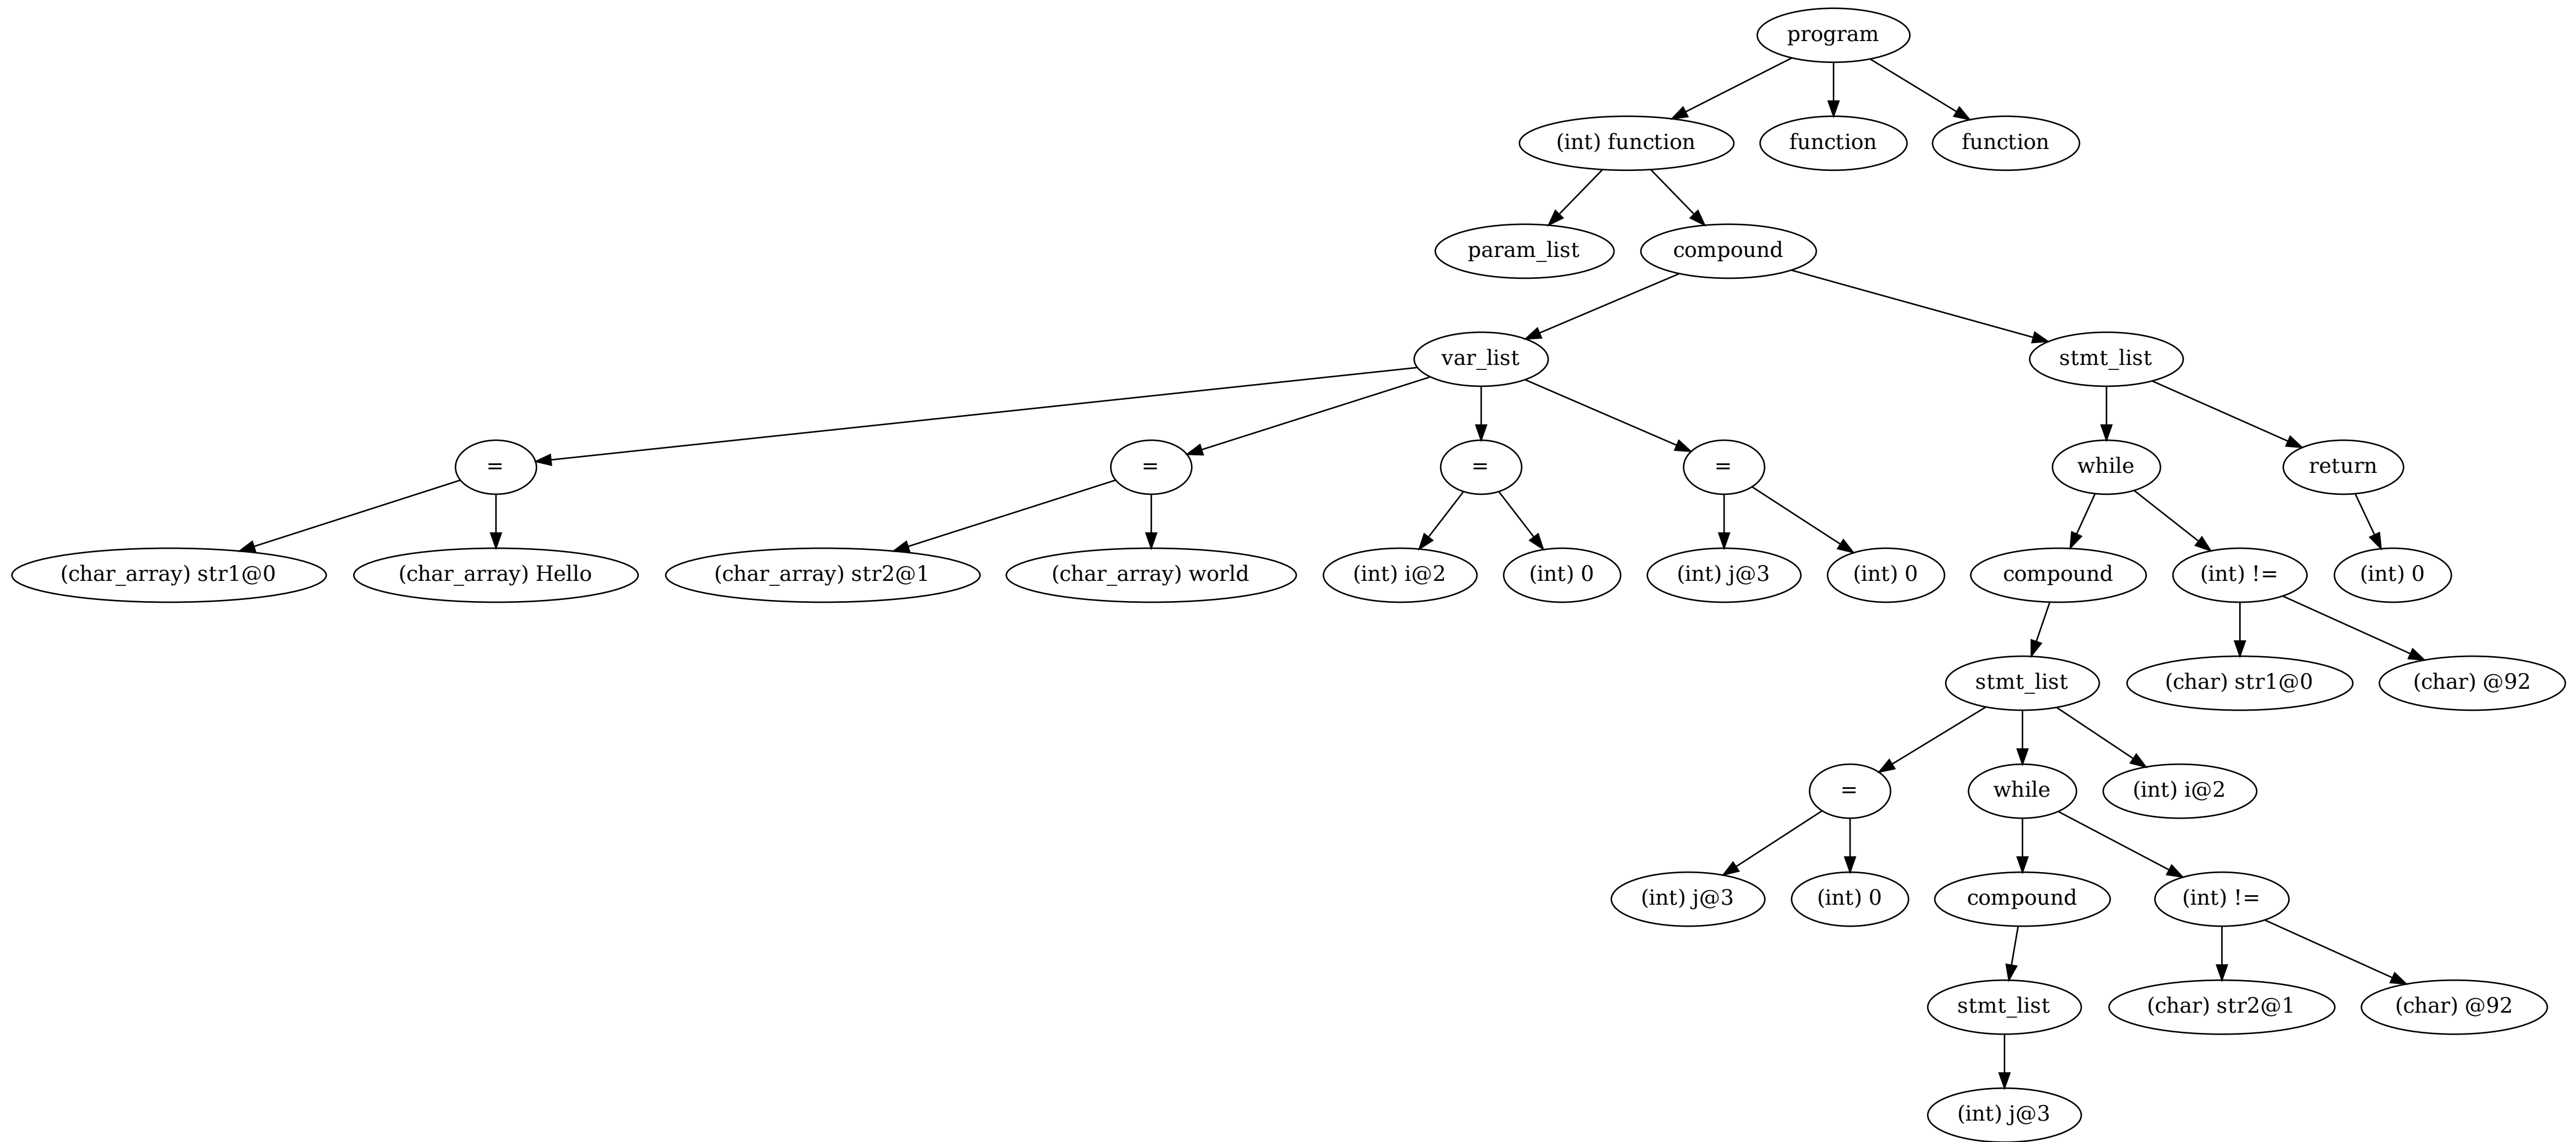 program
(int) function
function
function
param_list
compound
var_list
stmt_list
=
=
=
=
while
return
(char_array) str1@0
(char_array) Hello
(char_array) str2@1
(char_array) world
(int) i@2
(int) 0
(int) j@3
(int) 0
compound
(int) !=
(int) 0
stmt_list
(char) str1@0
(char) @92
=
while
(int) i@2
(int) j@3
(int) 0
compound
(int) !=
stmt_list
(char) str2@1
(char) @92
(int) j@3